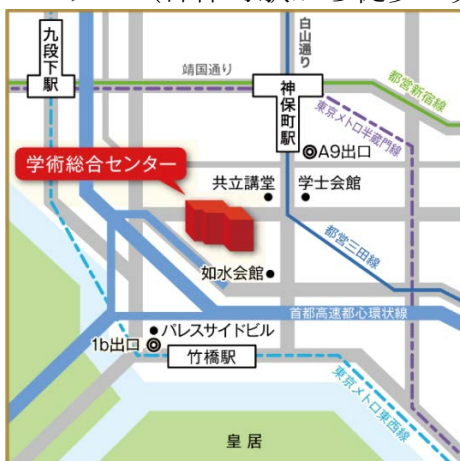 九段下駅
靖国通り
白山通り
神保町駅
都営新宿線
東京メトロ半蔵門線
◎A9出口
学術総合センター
共立講堂
学士会館
都営三田線
如水会館
首都高速都心環状線
パレスサイドビル
1b出口
竹橋駅
東京メトロ東西線
皇居